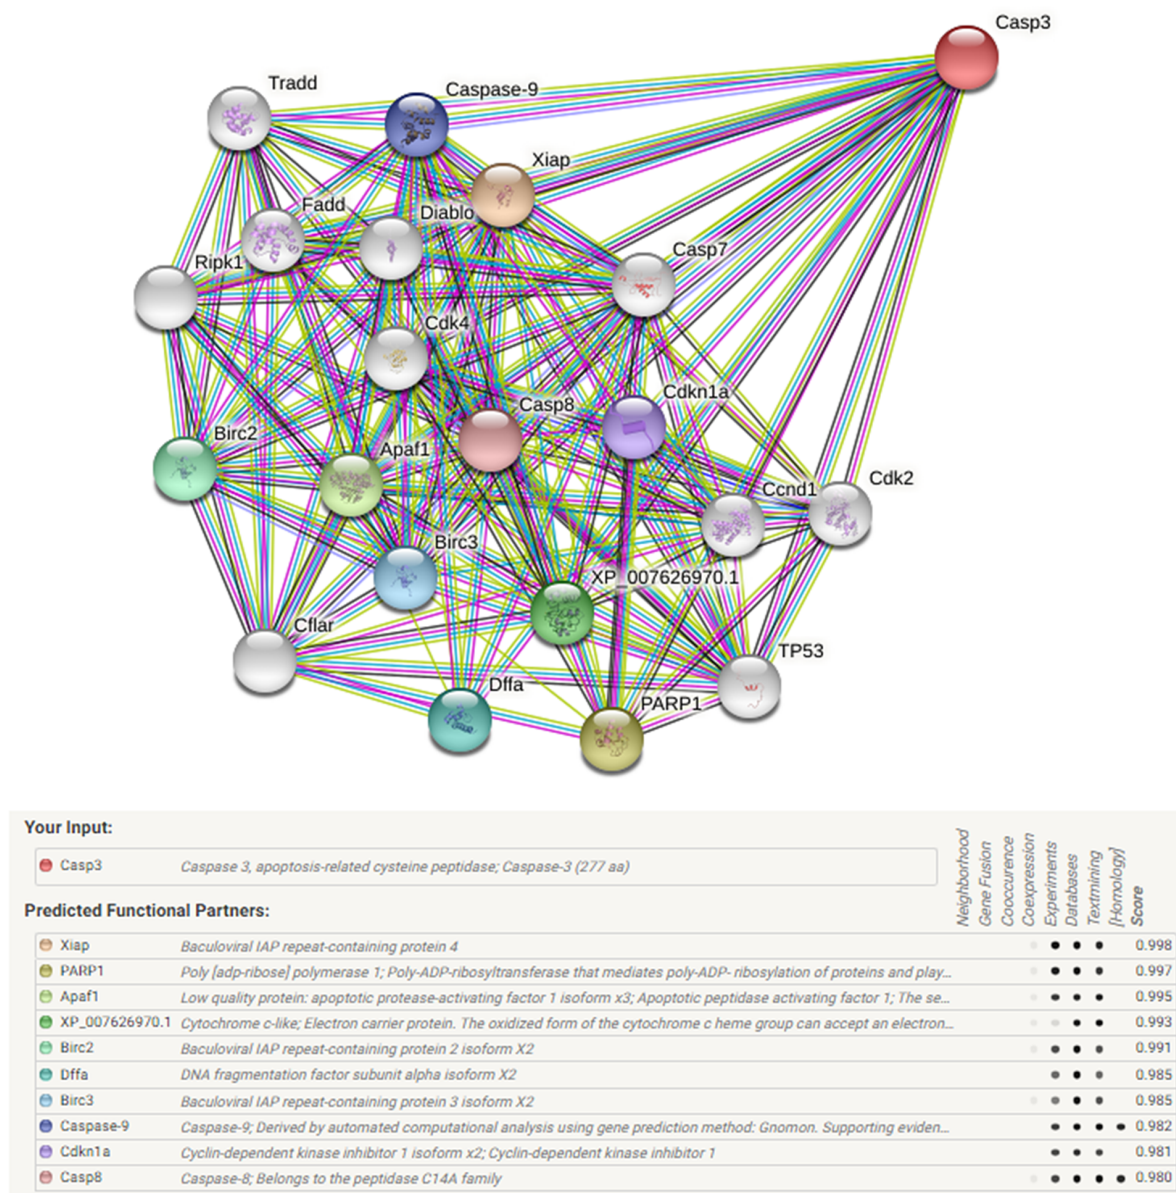 Casp3
Tradd
Caspase-9
Xiap
Fadd
Diablo
Ripk1
Casp7
Cdk4
Casp8
Cdkn1a
Birc2
Apaf1
Ccnd1
Cdk2
Birc3
XP_007626970.1
Cflar
TP53
Dffa
PARP1
Your Input:
Neighborhood
Gene Fusion
Cooccurence
Coexpression
Experiments
Databases
Textmining
[Homology]
Score
Casp3 Caspase 3, apoptosis-related cysteine peptidase; Caspase-3 (277 aa)
Predicted Functional Partners:
Xiap Baculoviral IAP repeat-containing protein 4 0.998
PARP1 Poly [adp-ribose] polymerase 1; Poly-ADP-ribosyltransferase that mediates poly-ADP- ribosylation of proteins and play... 0.997
Apaf1 Low quality protein: apoptotic protease-activating factor 1 isoform x3; Apoptotic peptidase activating factor 1; The se... 0.995
XP_007626970.1 Cytochrome c-like; Electron carrier protein. The oxidized form of the cytochrome c heme group can accept an electron... 0.993
Birc2 Baculoviral IAP repeat-containing protein 2 isoform X2 0.991
Dffa DNA fragmentation factor subunit alpha isoform X2 0.985
Birc3 Baculoviral IAP repeat-containing protein 3 isoform X2 0.985
Caspase-9 Caspase-9; Derived by automated computational analysis using gene prediction method: Gnomon. Supporting eviden... 0.982
Cdkn1a Cyclin-dependent kinase inhibitor 1 isoform x2; Cyclin-dependent kinase inhibitor 1 0.981
Casp8 Caspase-8; Belongs to the peptidase C14A family 0.980